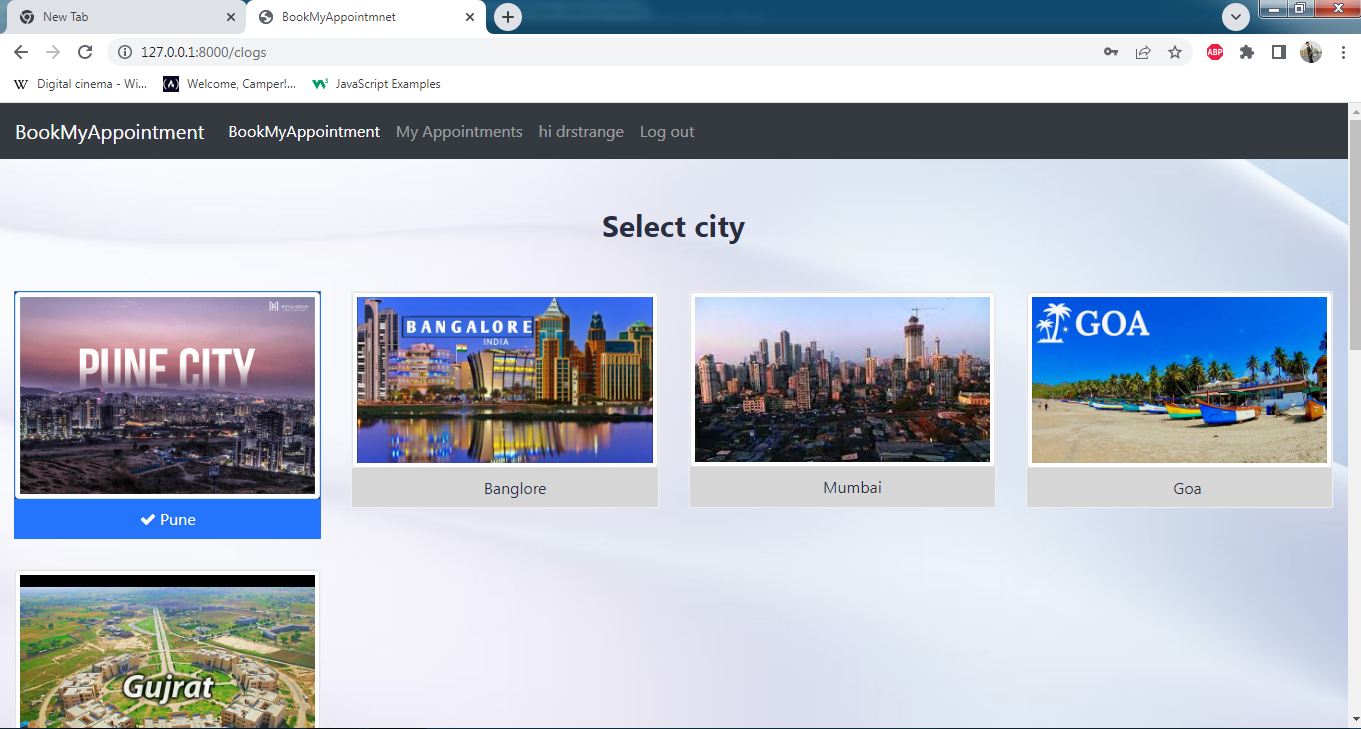 New Tab
BookMyAppointmnet
127.0.0.1:8000/clogs
ABP
W Digital cinema - Wi...
(A) Welcome, Camper!...
JavaScript Examples
BookMyAppointment BookMyAppointment My Appointments hi drstrange Log out
Select city
PUNE CITY
BANGALORE
INDIA
GOA
Banglore
Mumbai
Goa
Pune
Gujrat